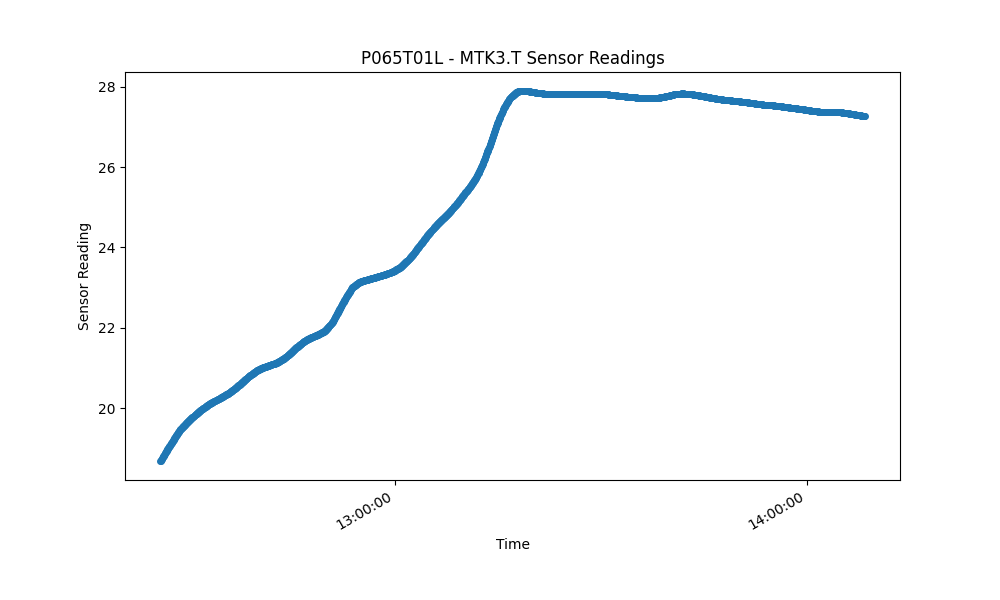 P065T01L - MTK3.T Sensor Readings
28
26
24
22
20
Sensor Reading
13:00:00
14:00:00
Time